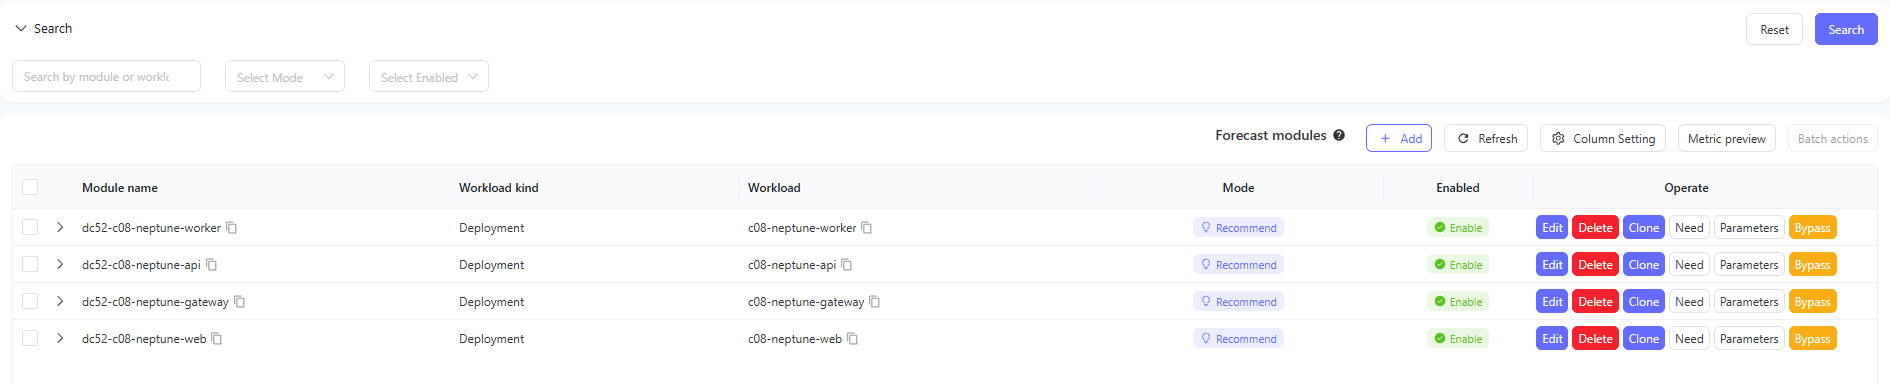 Search
Reset
Search
Search by module or workl
Select Mode
Select Enabled
Forecast modules
Add
Refresh
Column Setting
Metric preview
Batch actions
Module name Workload kind Workload Mode Enabled Operate
dc52-c08-neptune-worker Deployment c08-neptune-worker Recommend Enable Edit Delete Clone Need Parameters Bypass
dc52-c08-neptune-api Deployment c08-neptune-api Recommend Enable Edit Delete Clone Need Parameters Bypass
dc52-c08-neptune-gateway Deployment c08-neptune-gateway Recommend Enable Edit Delete Clone Need Parameters Bypass
dc52-c08-neptune-web Deployment c08-neptune-web Recommend Enable Edit Delete Clone Need Parameters Bypass